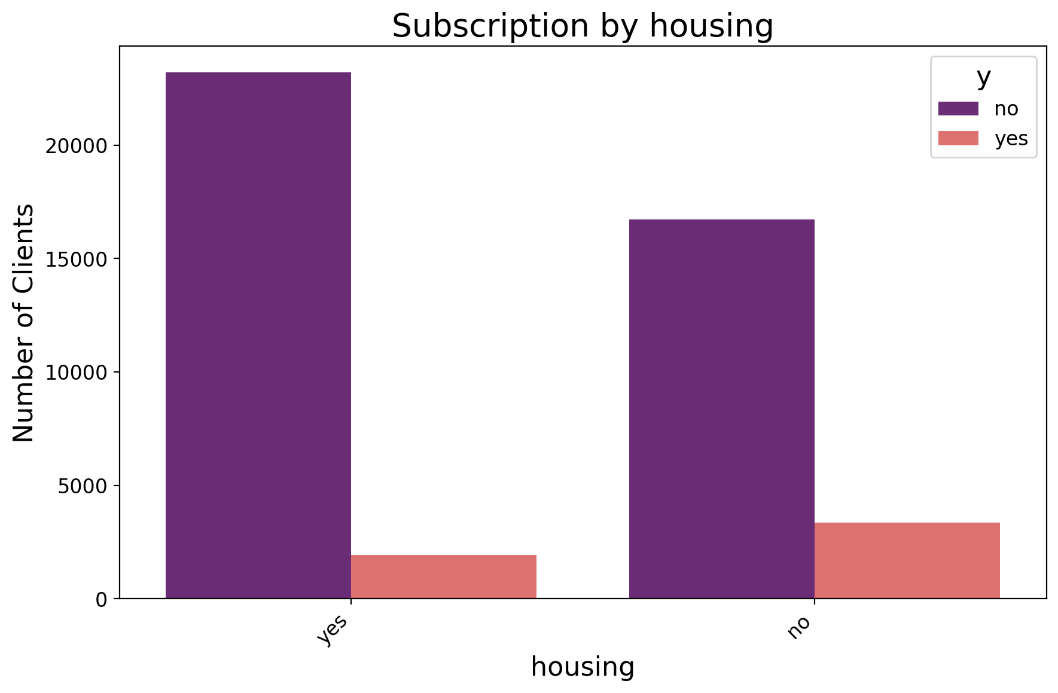 Subscription by housing
y
no
yes
Number of Clients
20000
15000
10000
5000
0
yes
no
housing